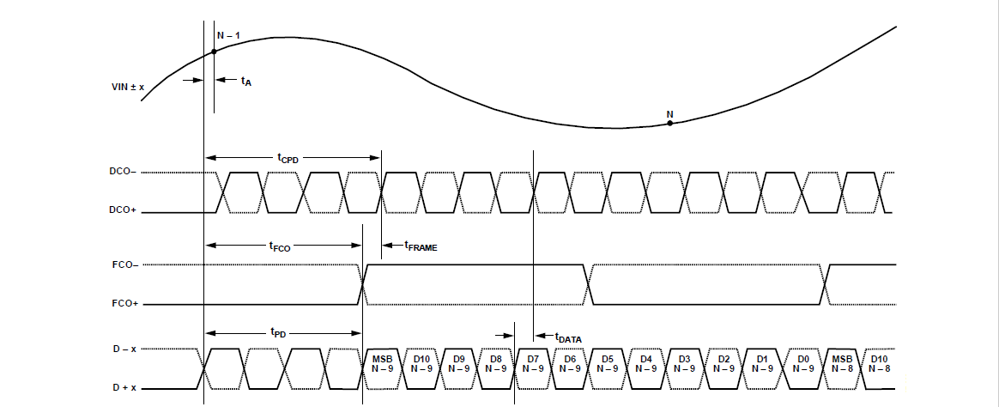 N – 1
VIN ± x
tA
N
tCPD
DCO–
DCO+
tFCO
tFRAME
FCO–
FCO+
tPD
tDATA
D – x
MSB D10 D9 D8 D7 D6 D5 D4 D3 D2 D1 D0 MSB D10
N – 9 N – 9 N – 9 N – 9 N – 9 N – 9 N – 9 N – 9 N – 9 N – 9 N – 9 N – 9 N – 8 N – 8
D + x